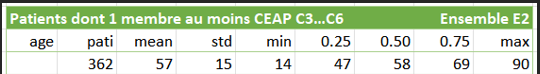 Patients dont 1 membre au moins CEAP C3...C6 Ensemble E2
age pati mean std min 0.25 0.50 0.75 max
362 57 15 14 47 58 69 90